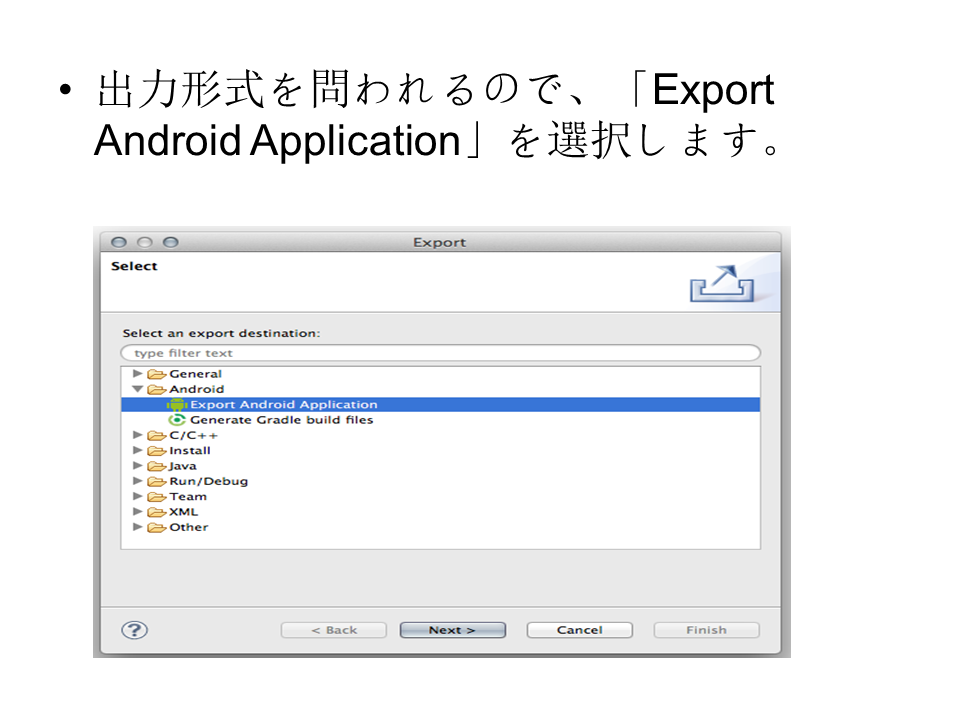 • 出力形式を問われるので、「Export
Android Application」を選択します。
Export
Select
Select an export destination:
type filter text
General
Android
Export Android Application
Generate Gradle build files
C/C++
Install
Java
Run/Debug
Team
XML
Other
?
< Back
Next >
Cancel
Finish